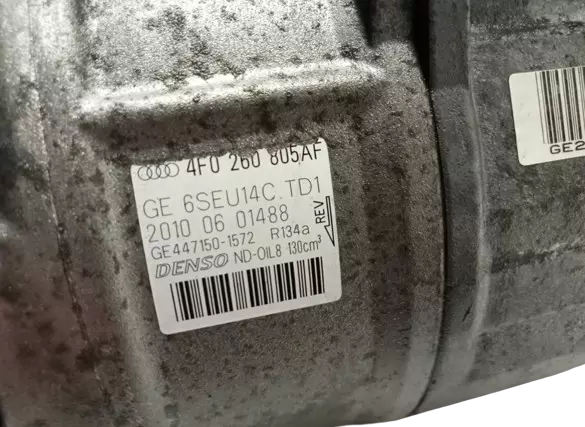 4F0 260 805AF
GE 6SEU14C TD1
2010 06 01488
REV
GE447150-1572 R134a
DENSO ND-OIL8 130cm³
GE2